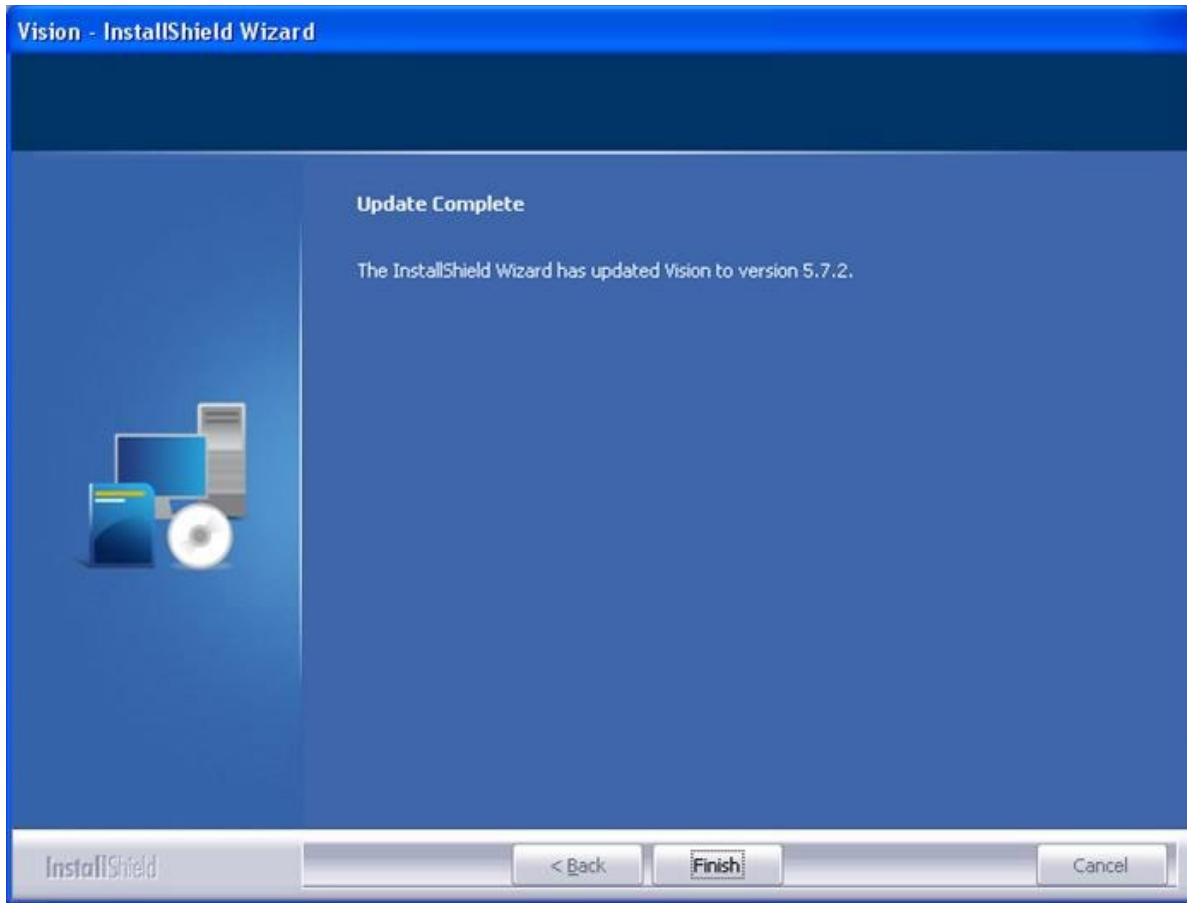 Vision - InstallShield Wizard
Update Complete
The InstallShield Wizard has updated Vision to version 5.7.2.
InstallShield
< Back
Finish
Cancel